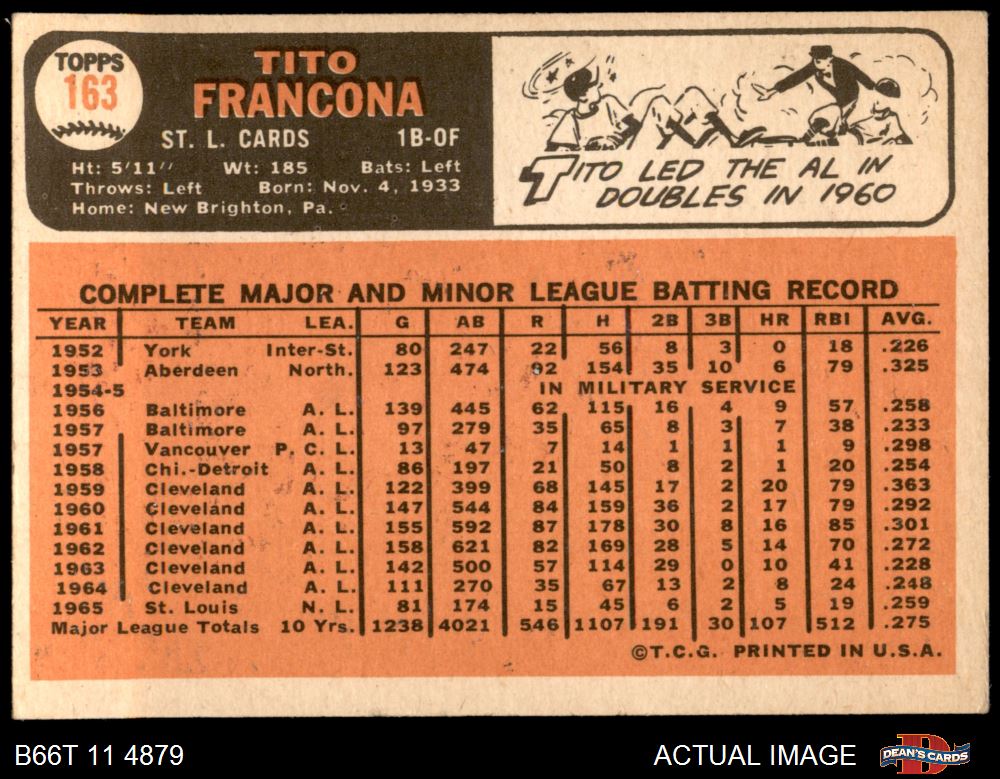 TOPPS
163
TITO
FRANCONA
ST. L. CARDS 1B-OF
Ht: 5'11" Wt: 185 Bats: Left
Throws: Left Born: Nov. 4, 1933
Home: New Brighton, Pa.
TITO LED THE AL IN
DOUBLES IN 1960
COMPLETE MAJOR AND MINOR LEAGUE BATTING RECORD
YEAR TEAM LEA. G AB R H 2B 3B HR RBI AVG.
1952 York Inter-St. 80 247 22 56 8 3 0 18 .226
1953 Aberdeen North. 123 474 92 154 35 10 6 79 .325
1954-5 IN MILITARY SERVICE
1956 Baltimore A. L. 139 445 62 115 16 4 9 57 .258
1957 Baltimore A. L. 97 279 35 65 8 3 7 38 .233
1957 Vancouver P. C. L. 13 47 7 14 1 1 1 9 .298
1958 Chi.-Detroit A. L. 86 197 21 50 8 2 1 20 .254
1959 Cleveland A. L. 122 399 68 145 17 2 20 79 .363
1960 Cleveland A. L. 147 544 84 159 36 2 17 79 .292
1961 Cleveland A. L. 155 592 87 178 30 8 16 85 .301
1962 Cleveland A. L. 158 621 82 169 28 5 14 70 .272
1963 Cleveland A. L. 142 500 57 114 29 0 10 41 .228
1964 Cleveland A. L. 111 270 35 67 13 2 8 24 .248
1965 St. Louis N. L. 81 174 15 45 6 2 5 19 .259
Major League Totals 10 Yrs. 1238 4021 546 1107 191 30 107 512 .275
©T.C.G. PRINTED IN U.S.A.
B66T 11 4879 ACTUAL IMAGE DEAN'S CARDS